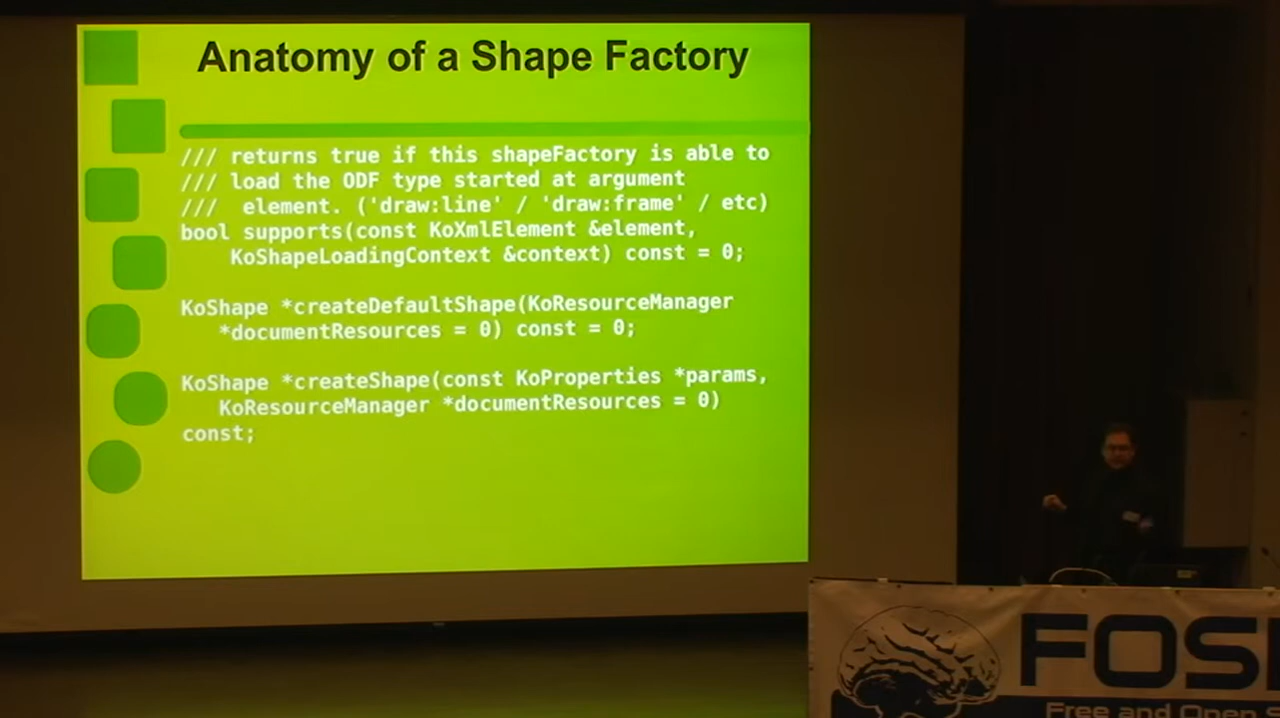 Anatomy of a Shape Factory
/// returns true if this shapeFactory is able to
/// load the ODF type started at argument
///  element. ('draw:line' / 'draw:frame' / etc)
bool supports(const KoXmlElement &element,
    KoShapeLoadingContext &context) const = 0;
KoShape *createDefaultShape(KoResourceManager
   *documentResources = 0) const = 0;
KoShape *createShape(const KoProperties *params,
   KoResourceManager *documentResources = 0)
const;
FOS
Free and Open S